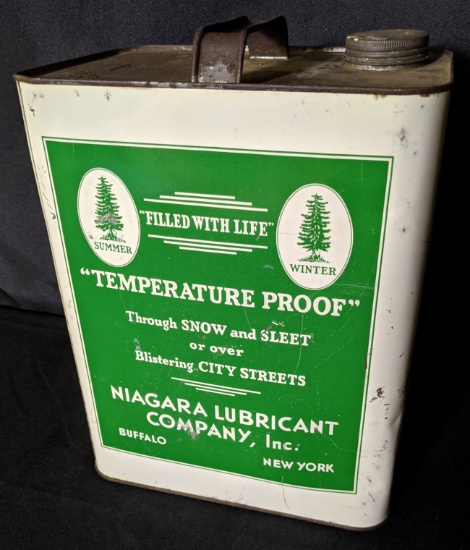 "FILLED WITH LIFE"
SUMMER
WINTER
"TEMPERATURE PROOF"
Through SNOW and SLEET
or over
Blistering CITY STREETS
NIAGARA LUBRICANT
COMPANY, Inc.
BUFFALO
NEW YORK